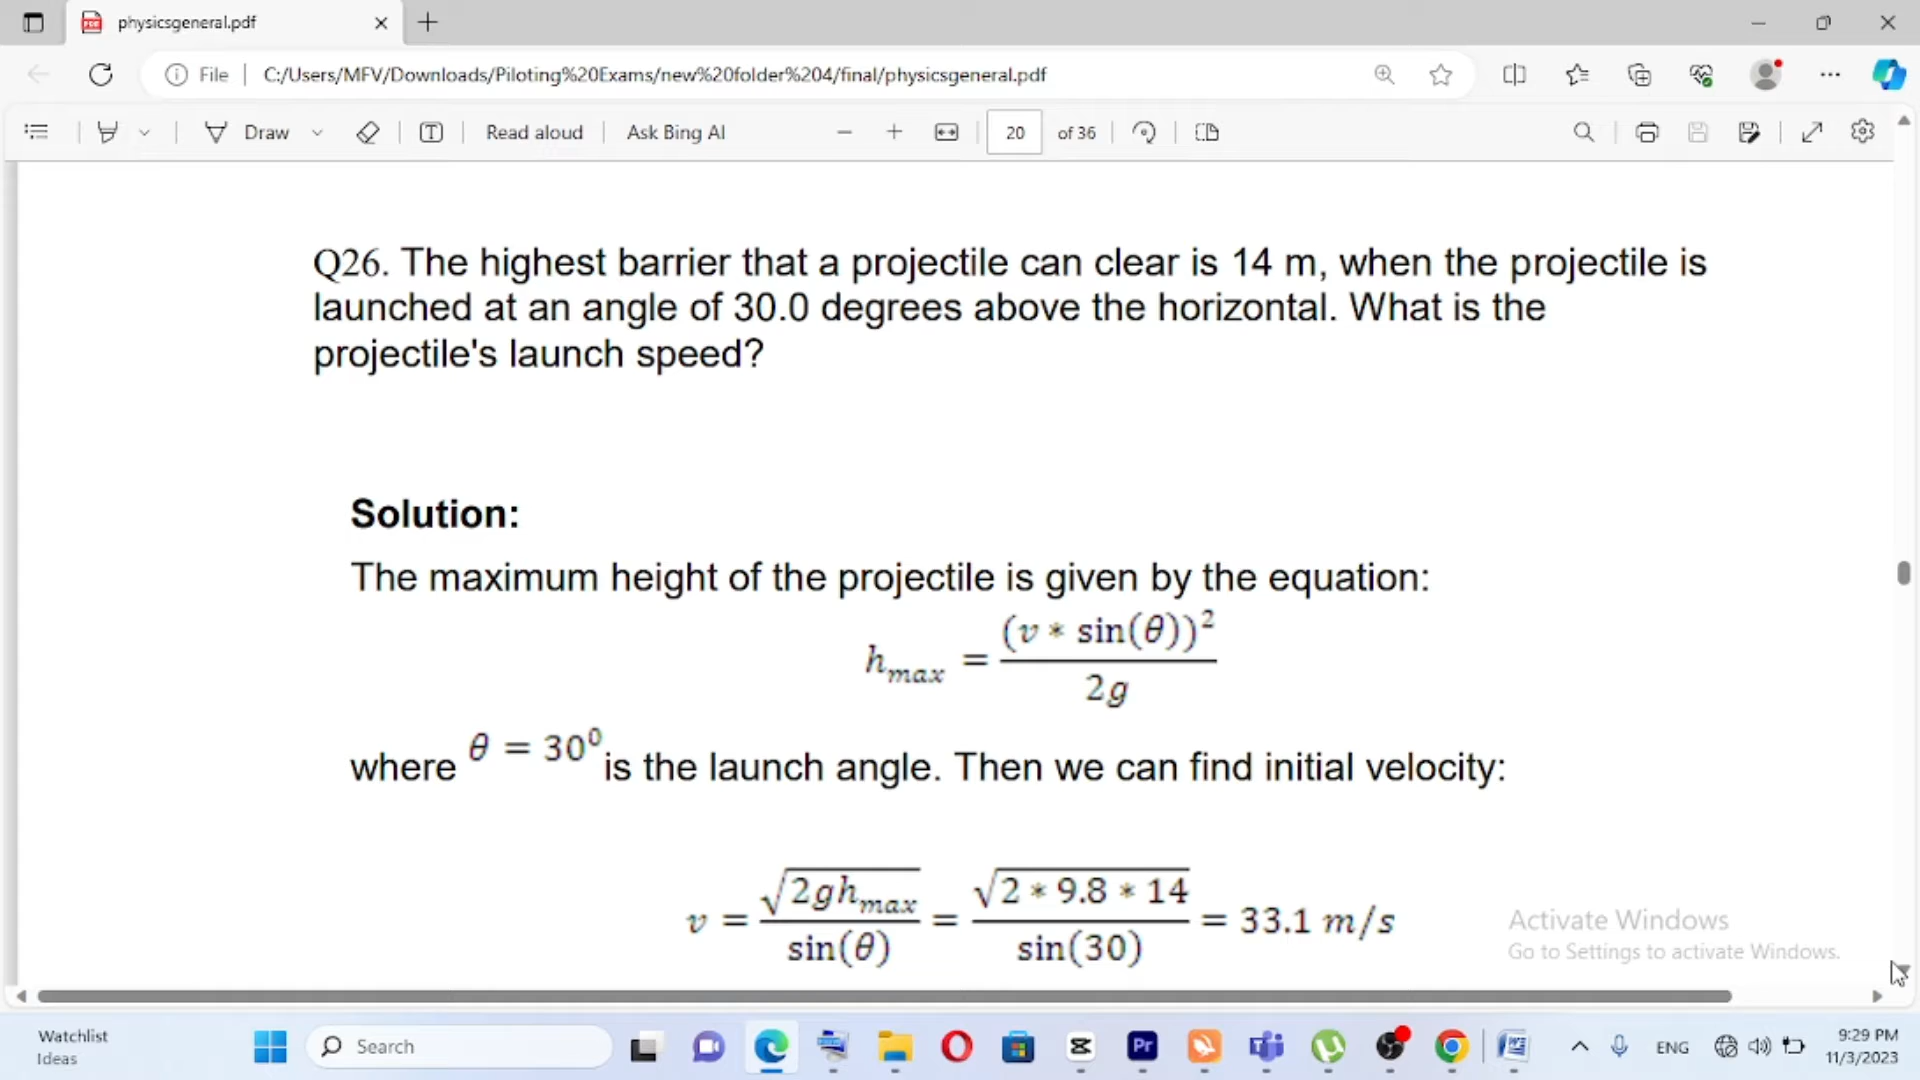 physicsgeneral.pdf
File C:/Users/MFV/Downloads/Piloting%20Exams/new%20folder%204/final/physicsgeneral.pdf
Draw Read aloud Ask Bing AI 20 of 36
Q26. The highest barrier that a projectile can clear is 14 m, when the projectile is
launched at an angle of 30.0 degrees above the horizontal. What is the
projectile's launch speed?
Solution:
The maximum height of the projectile is given by the equation:
h_max = (v * sin(θ))² / 2g
where θ = 30⁰ is the launch angle. Then we can find initial velocity:
v = √2gh_max / sin(θ) = √2 * 9.8 * 14 / sin(30) = 33.1 m/s
Activate Windows
Go to Settings to activate Windows.
Watchlist
Ideas
Search
Pr
ENG
9:29 PM
11/3/2023